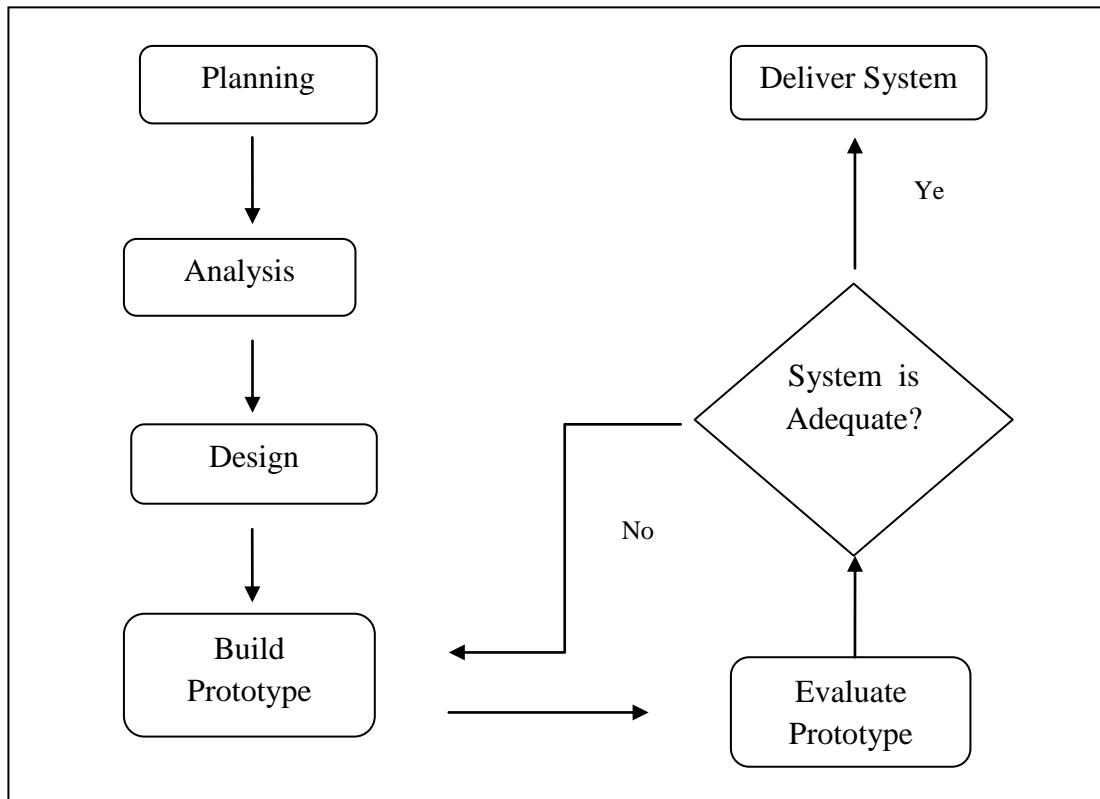 Planning
Analysis
Design
Build
Prototype
Evaluate
Prototype
System is
Adequate?
No
Ye
Deliver System